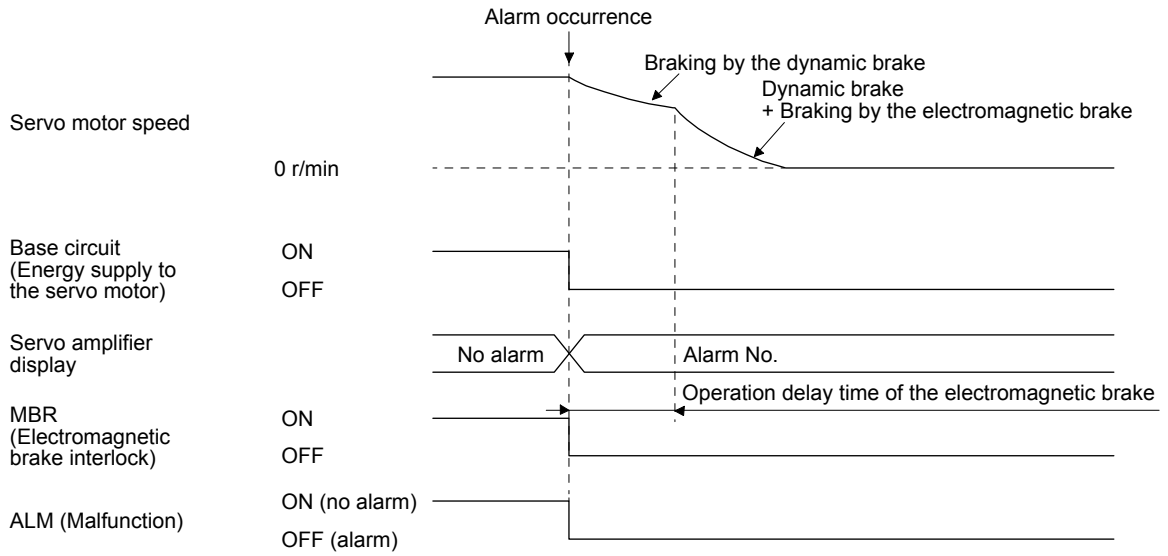 Alarm occurrence
Braking by the dynamic brake
Dynamic brake
+ Braking by the electromagnetic brake
Servo motor speed
0 r/min
Base circuit
(Energy supply to
the servo motor)
ON
OFF
Servo amplifier
display
No alarm
Alarm No.
Operation delay time of the electromagnetic brake
MBR
(Electromagnetic
brake interlock)
ON
OFF
ALM (Malfunction)
ON (no alarm)
OFF (alarm)